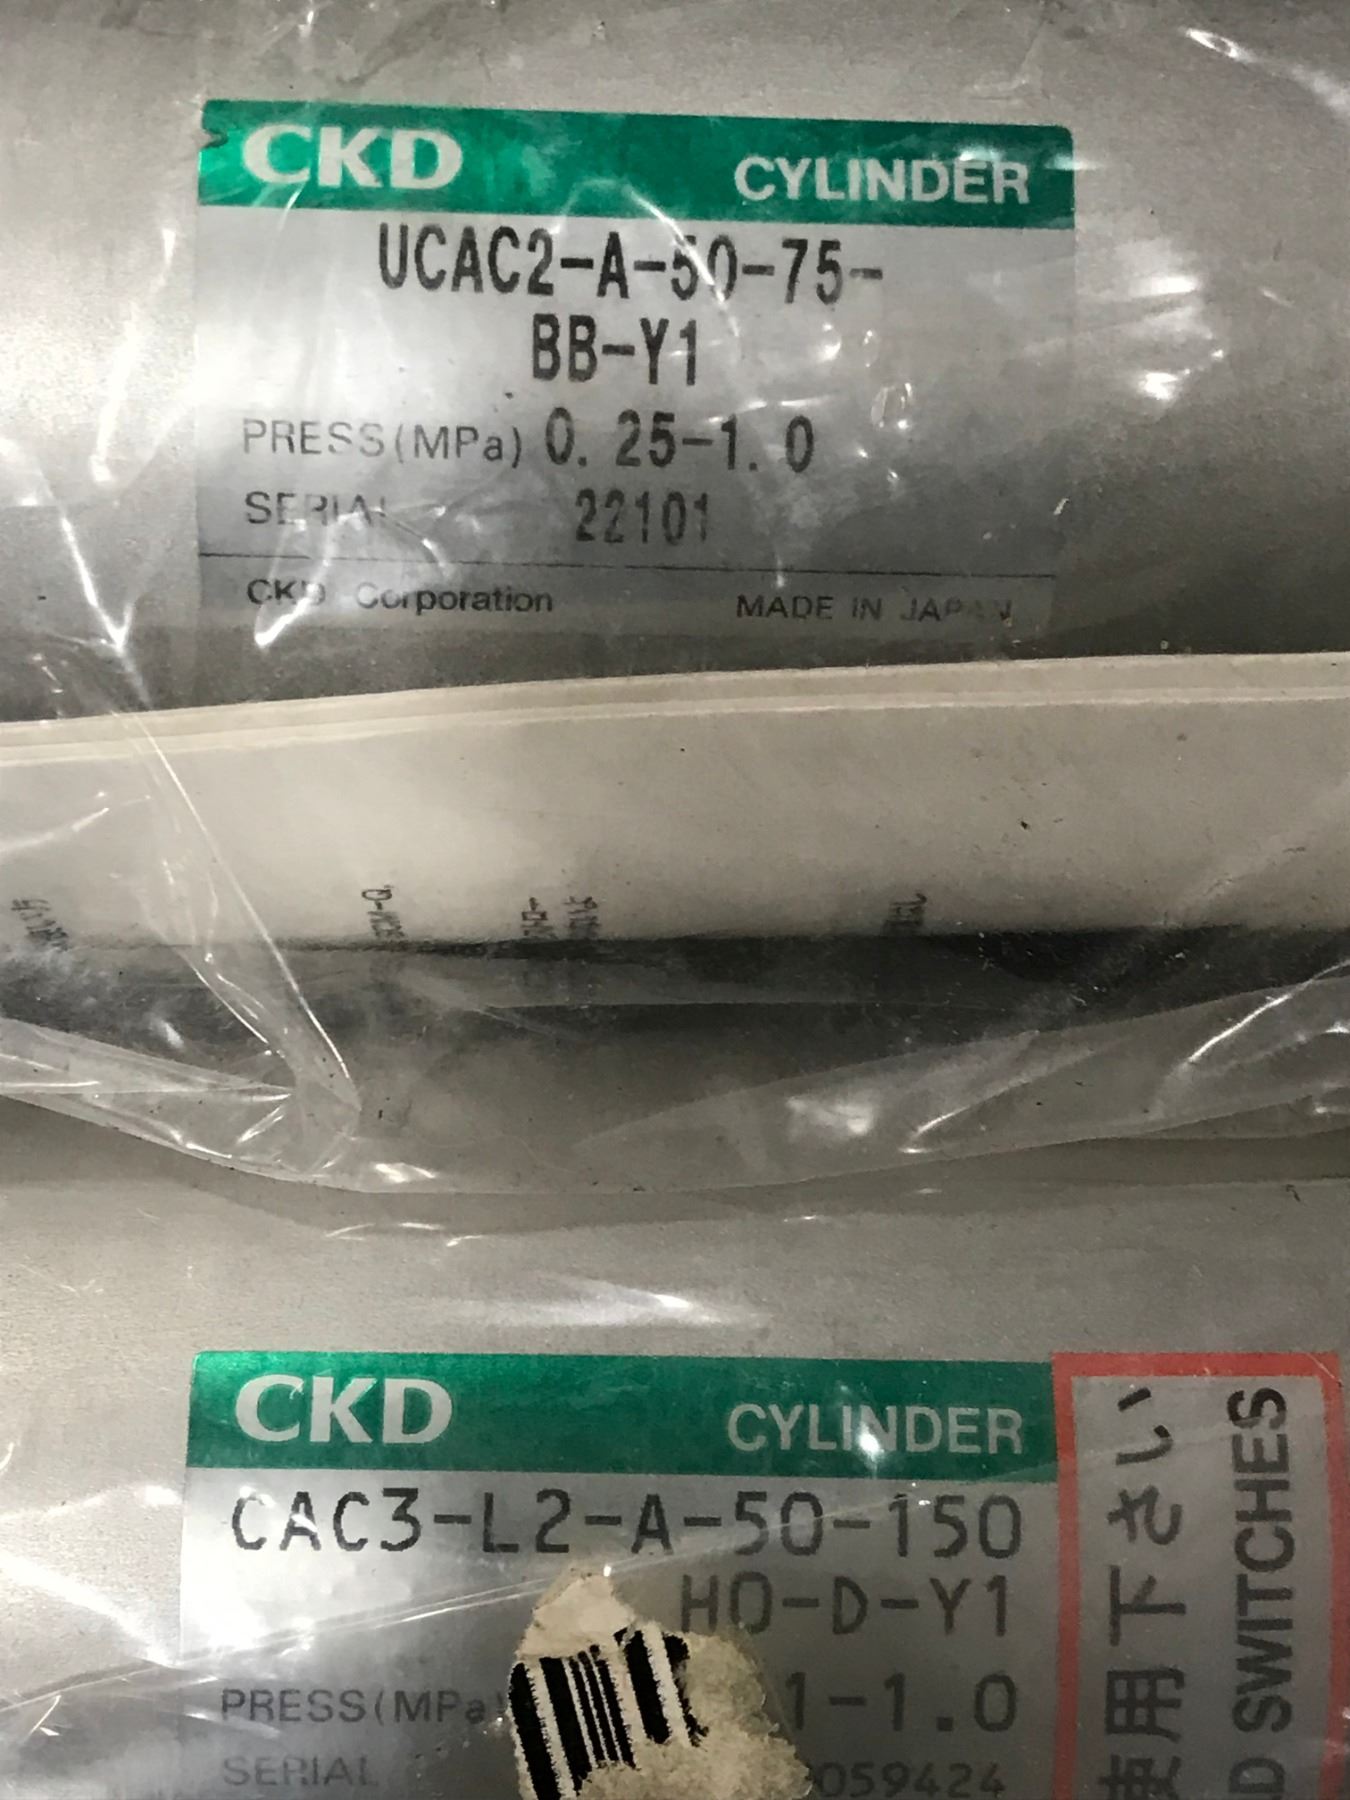 CKD CYLINDER
UCAC2-A-50-75-
BB-Y1
PRESS(MPa) 0.25-1.0
SERIAL 22101
CKD Corporation MADE IN JAPAN
CKD CYLINDER
CAC3-L2-A-50-150
H0-D-Y1
PRESS(MPa) 1-1.0
SERIAL 059424
使用下さい
D SWITCHES